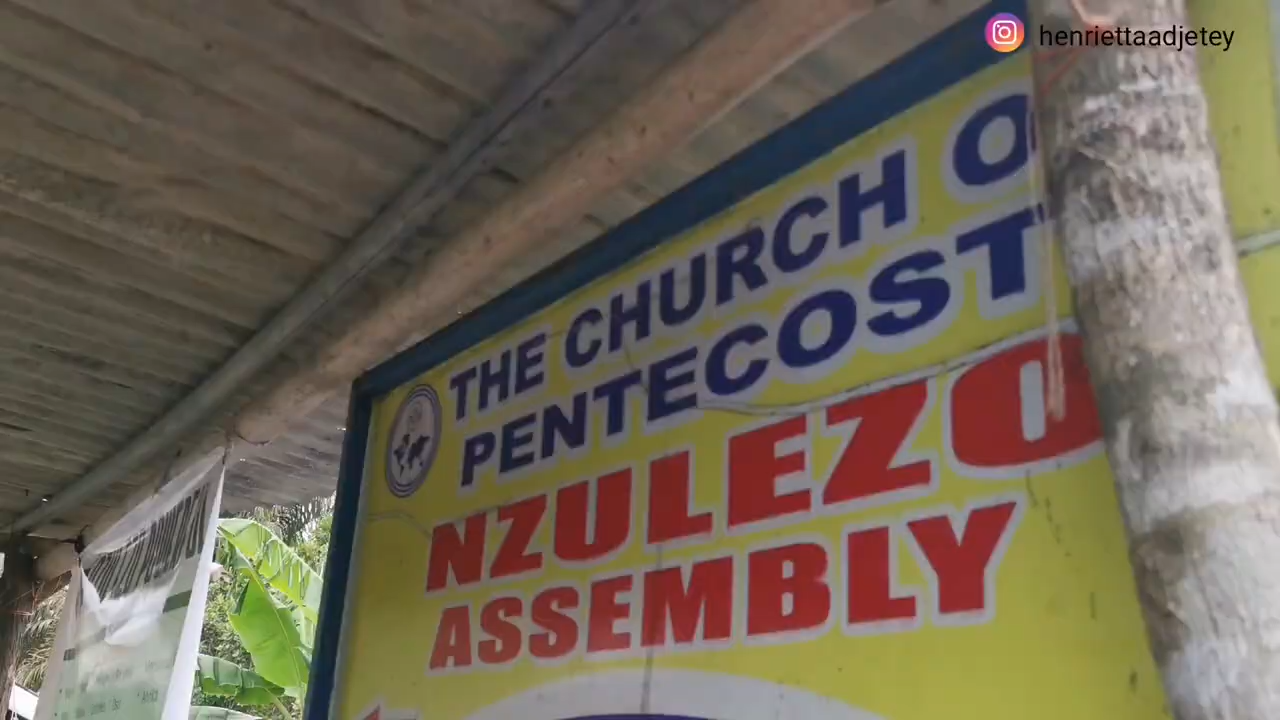 henriettaadjetey
THE CHURCH O
PENTECOST
NZULEZO
ASSEMBLY